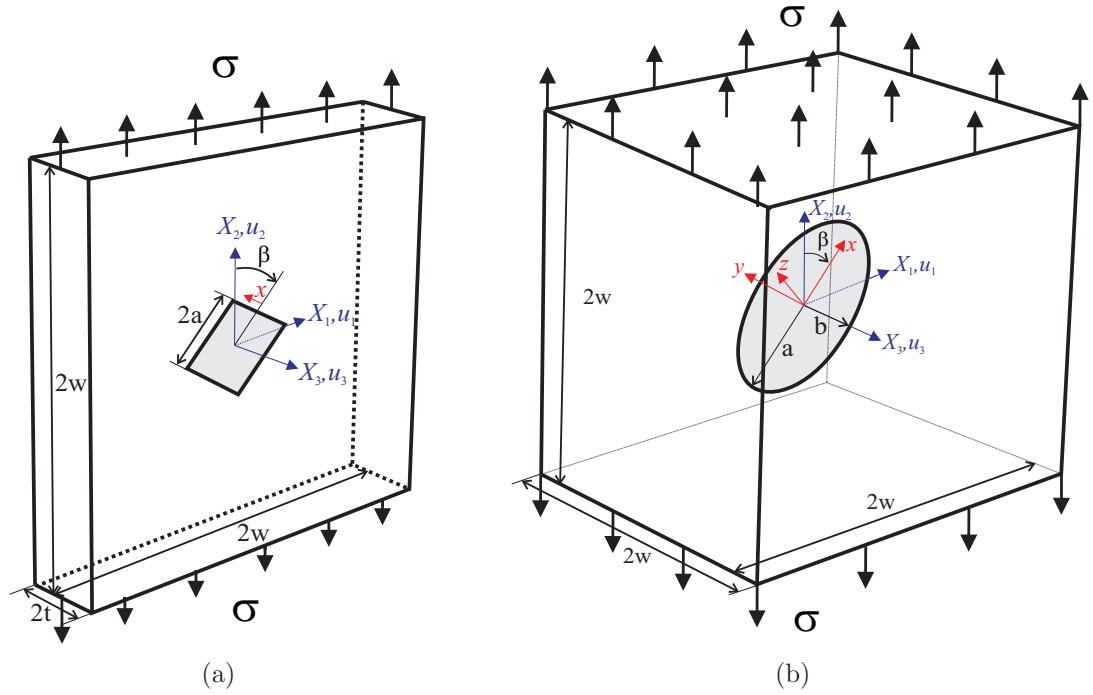 σ
X₂,u₂
β
x
2a
X₁,u₁
X₃,u₃
2w
2w
2t
σ
(a)
σ
X₂,u₂
β
x
y
z
X₁,u₁
b
a
X₃,u₃
2w
2w
2w
σ
(b)